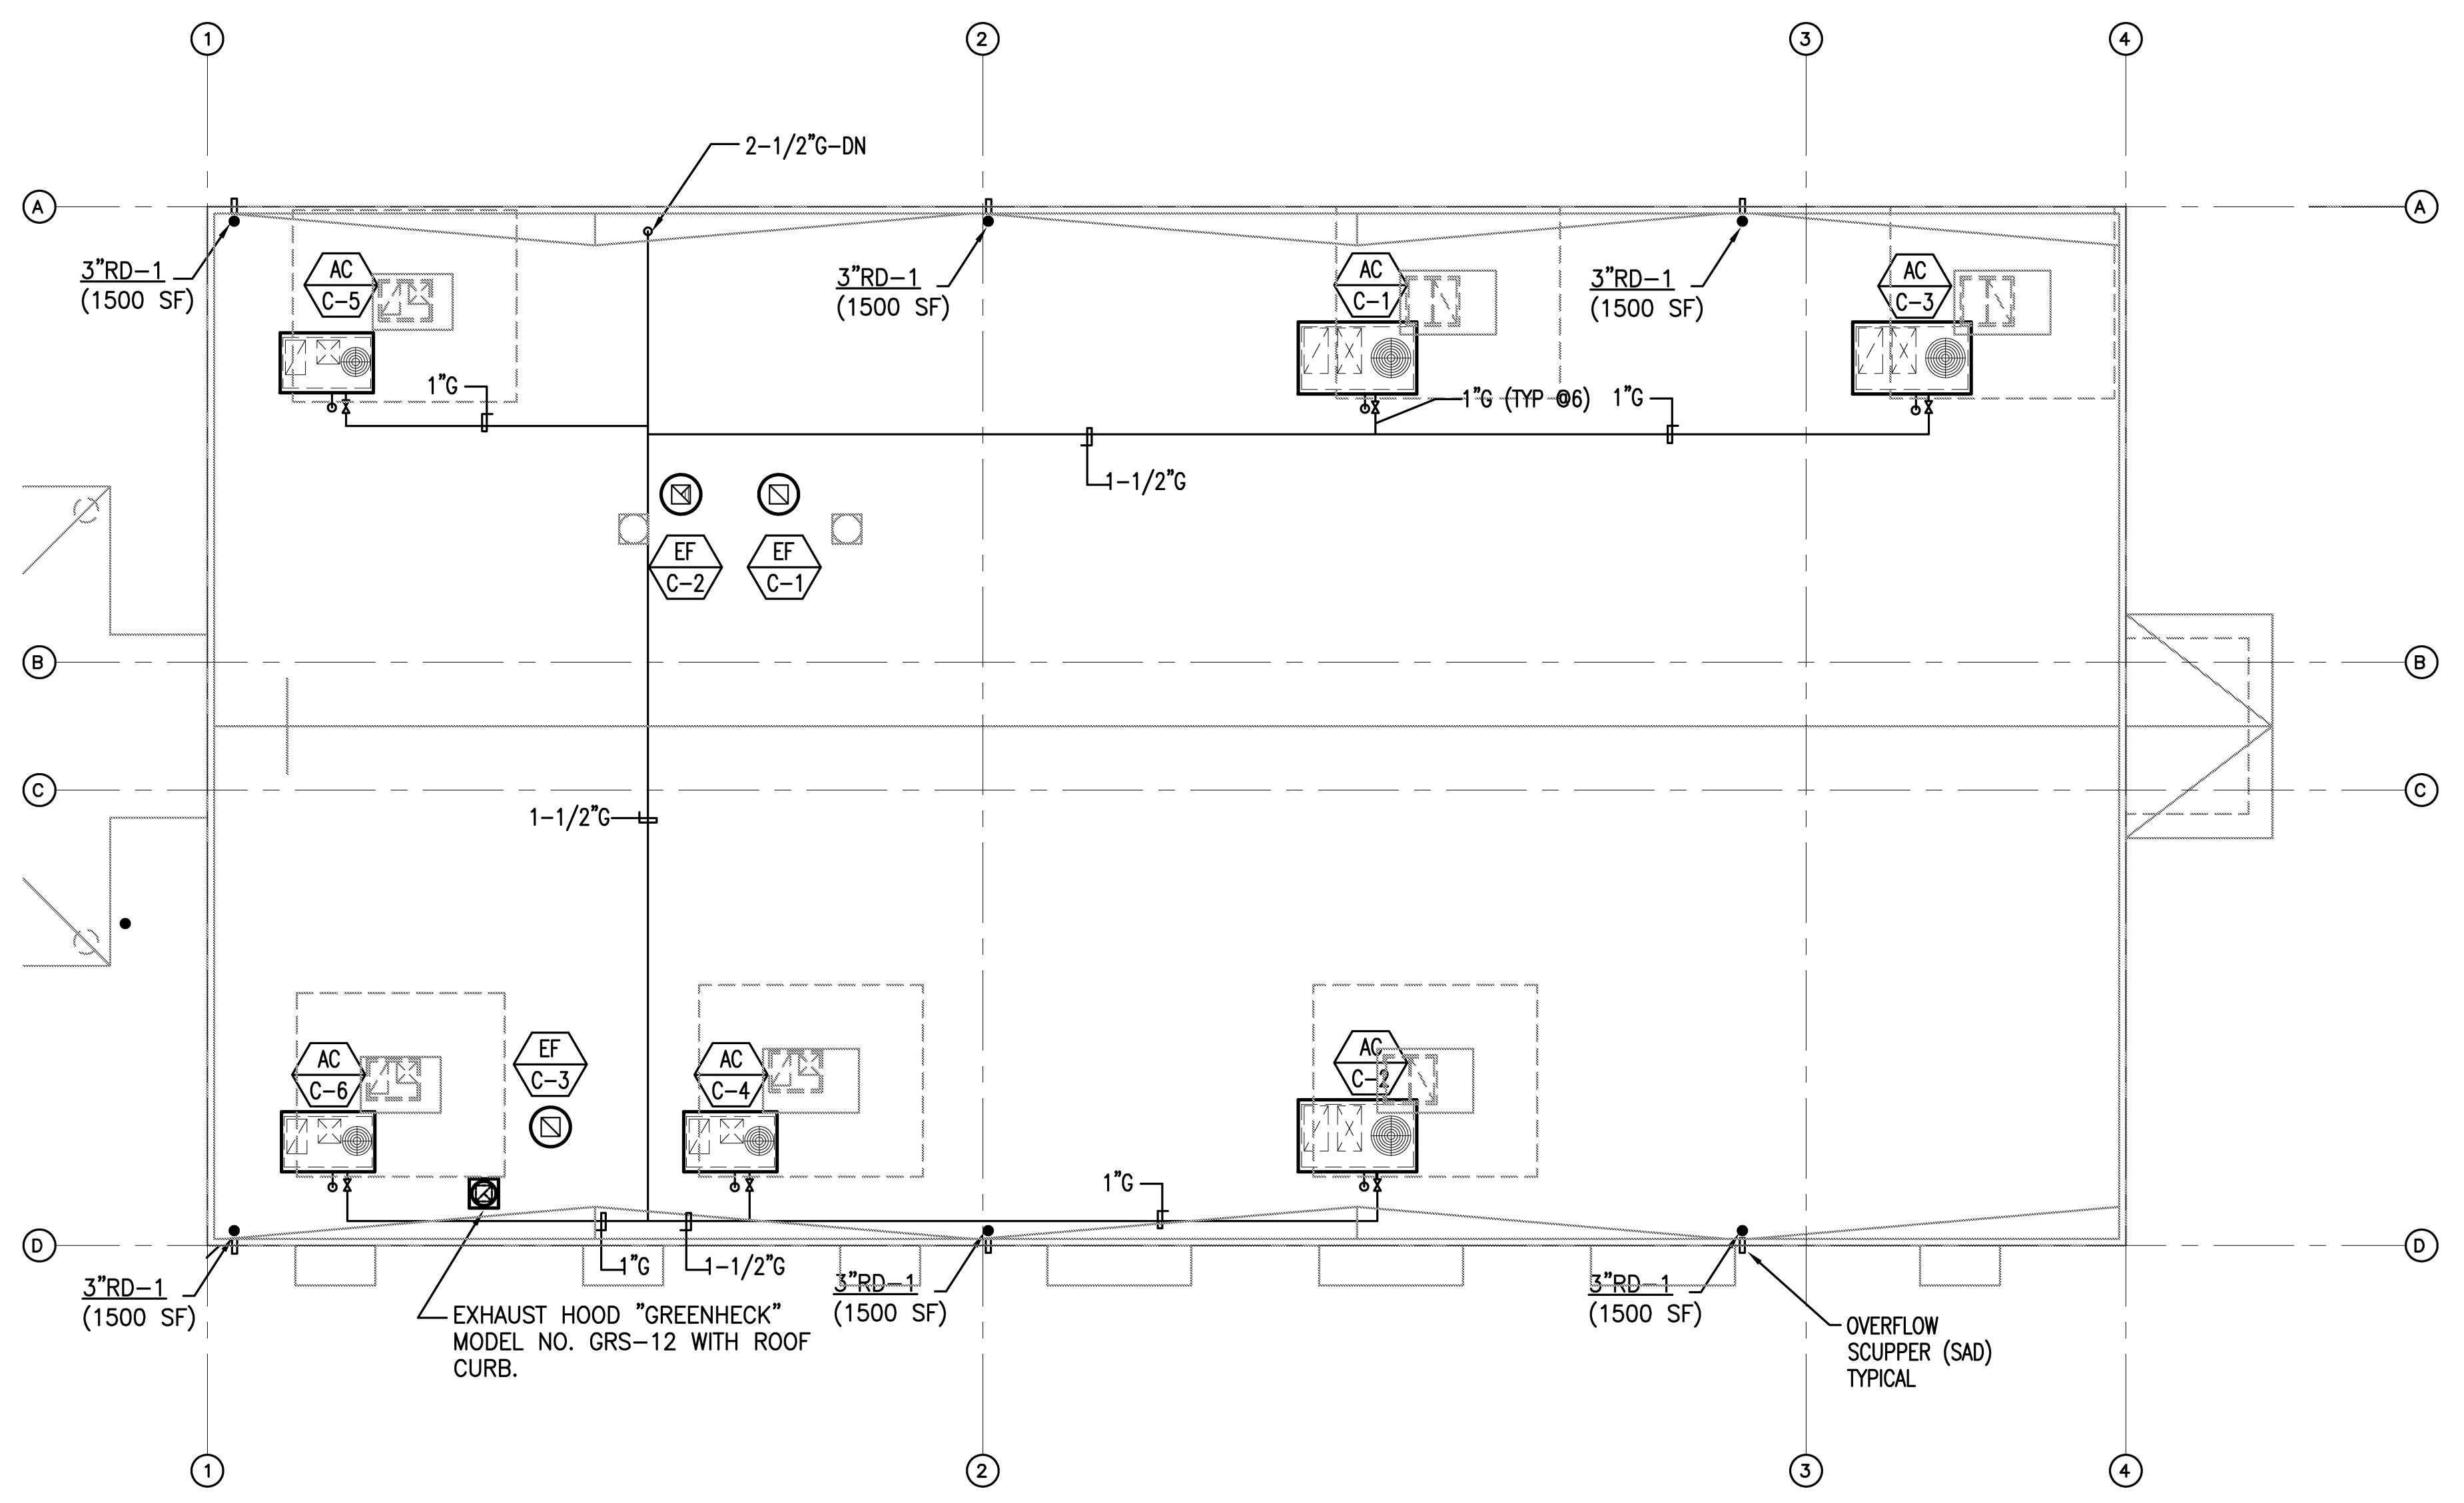 1
2
3
4
2-1/2"G-DN
A
A
3"RD-1
(1500 SF)
AC
C-5
3"RD-1
(1500 SF)
AC
C-1
3"RD-1
(1500 SF)
AC
C-3
1"G
1"G (TYP @6)
1"G
1-1/2"G
EF
C-2
EF
C-1
B
B
C
C
1-1/2"G
AC
C-6
EF
C-3
AC
C-4
AC
C-2
1"G
D
D
1"G
1-1/2"G
3"RD-1
(1500 SF)
3"RD-1
(1500 SF)
3"RD-1
(1500 SF)
EXHAUST HOOD "GREENHECK"
MODEL NO. GRS-12 WITH ROOF
CURB.
OVERFLOW
SCUPPER (SAD)
TYPICAL
1
2
3
4